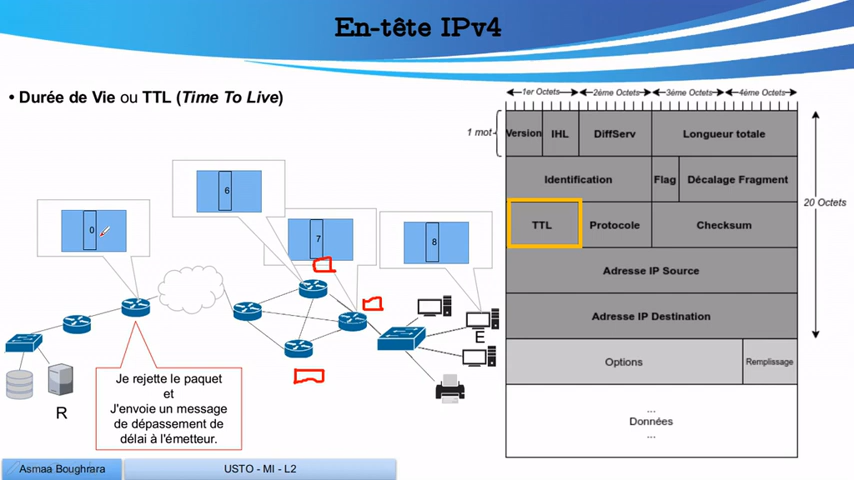 En-tête IPv4
• Durée de Vie ou TTL (Time To Live)
1er Octets
2éme Octets
3éme Octets
4éme Octets
1 mot
Version
IHL
DiffServ
Longueur totale
Identification
Flag
Décalage Fragment
TTL
Protocole
Checksum
Adresse IP Source
Adresse IP Destination
Options
Remplissage
...
Données
...
20 Octets
0
6
7
8
E
R
Je rejette le paquet
et
J'envoie un message
de dépassement de
délai à l'émetteur.
Asmaa Boughrara
USTO - MI - L2